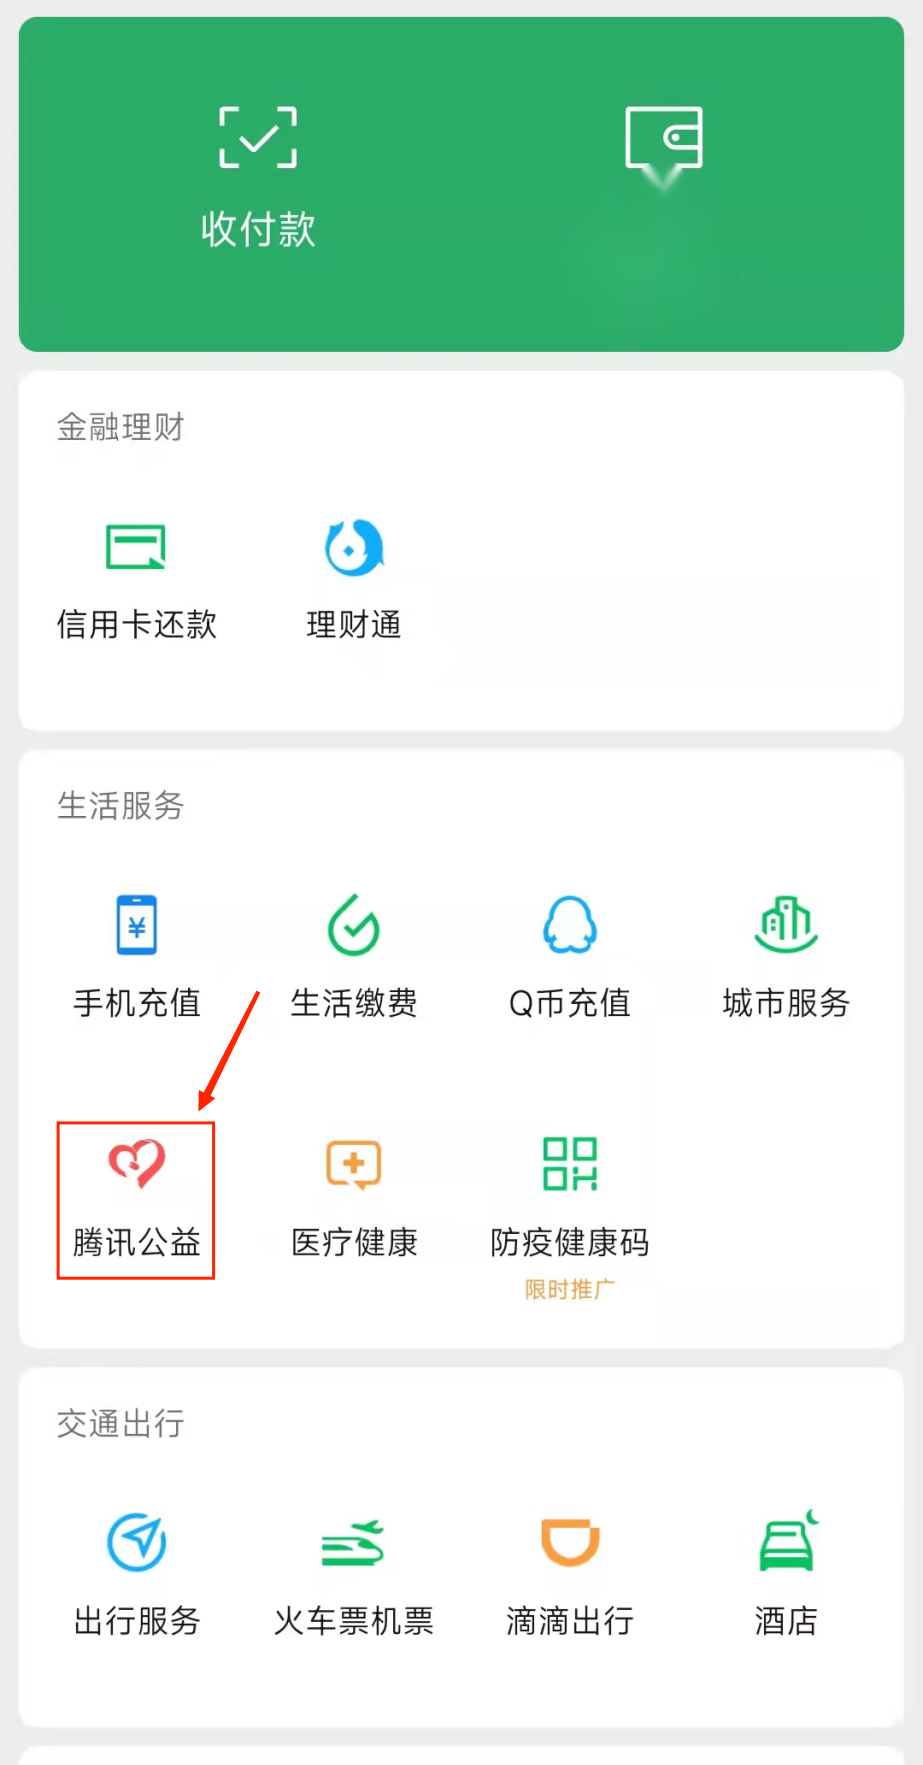 收付款
金融理财
信用卡还款 理财通
生活服务
¥
手机充值 生活缴费 Q币充值 城市服务
腾讯公益 医疗健康 防疫健康码
限时推广
交通出行
出行服务 火车票机票 滴滴出行 酒店